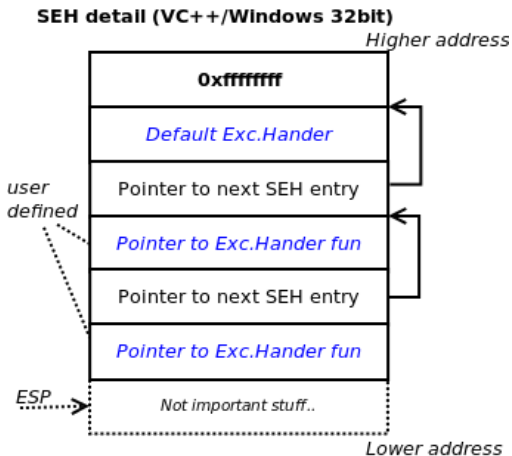 SEH detail (VC++/Windows 32bit)
Higher address
0xffffffff
Default Exc.Hander
Pointer to next SEH entry
user
defined
Pointer to Exc.Hander fun
Pointer to next SEH entry
Pointer to Exc.Hander fun
ESP
Not important stuff..
Lower address